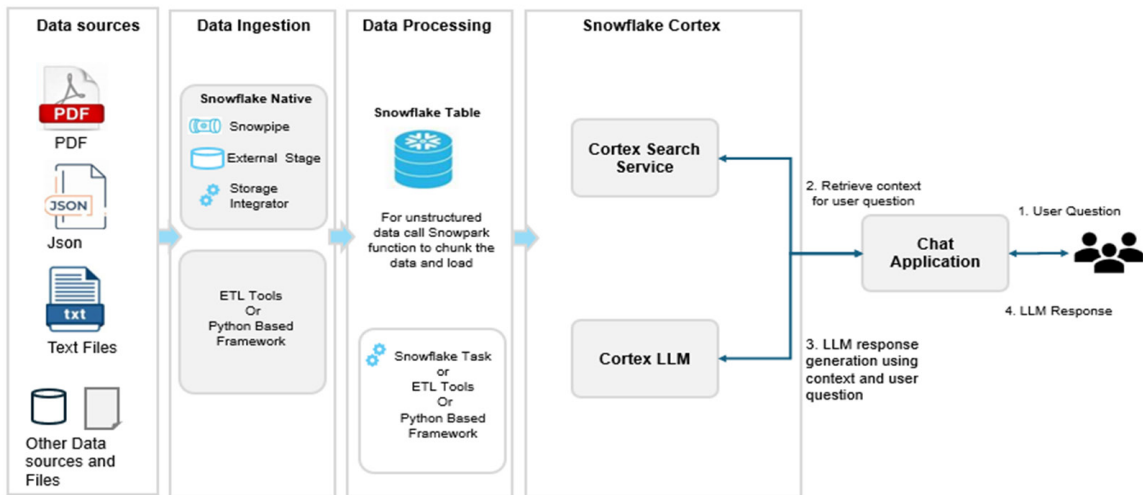 Data sources
PDF
PDF
JSON
Json
txt
Text Files
Other Data
sources and
Files
Data Ingestion
Snowflake Native
Snowpipe
External Stage
Storage
Integrator
ETL Tools
Or
Python Based
Framework
Data Processing
Snowflake Table
For unstructured
data call Snowpark
function to chunk the
data and load
Snowflake Task
or
ETL Tools
Or
Python Based
Framework
Snowflake Cortex
Cortex Search
Service
Cortex LLM
2. Retrieve context
for user question
Chat
Application
3. LLM response
generation using
context and user
question
1. User Question
4. LLM Response